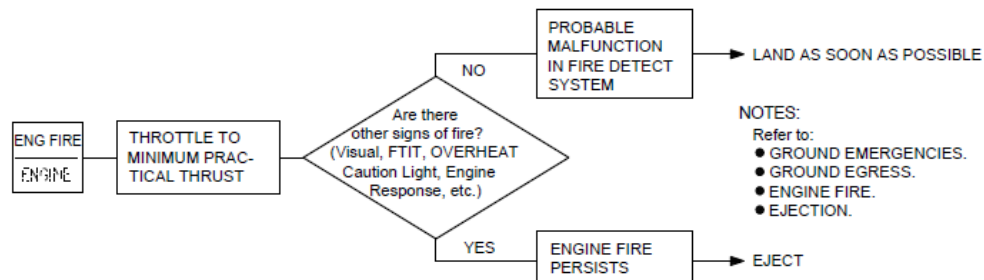 ENG FIRE
ENGINE
THROTTLE TO
MINIMUM PRAC-
TICAL THRUST
Are there
other signs of fire?
(Visual, FTIT, OVERHEAT
Caution Light, Engine
Response, etc.)
NO
PROBABLE
MALFUNCTION
IN FIRE DETECT
SYSTEM
LAND AS SOON AS POSSIBLE
YES
ENGINE FIRE
PERSISTS
EJECT
NOTES:
Refer to:
● GROUND EMERGENCIES.
● GROUND EGRESS.
● ENGINE FIRE.
● EJECTION.